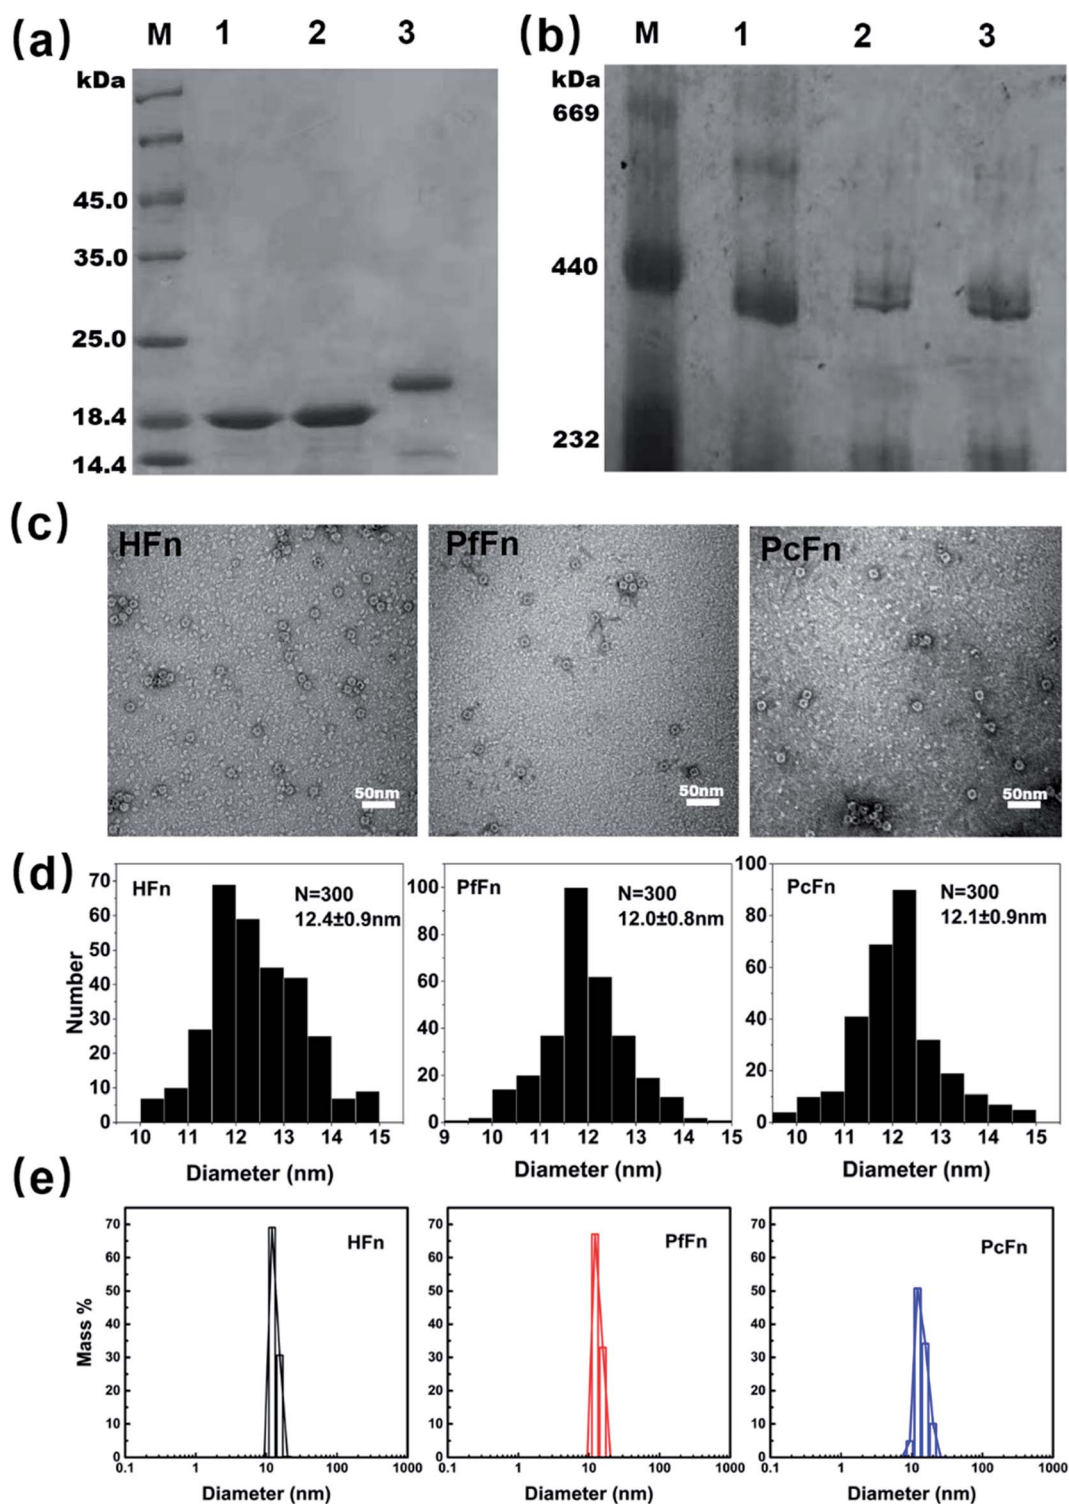 (a) M 1 2 3
kDa
45.0
35.0
25.0
18.4
14.4
(b) M 1 2 3
kDa
669
440
232
(c)
HFn
50nm
PfFn
50nm
PcFn
50nm
(d)
Number
70
60
50
40
30
20
10
0
HFn
N=300
12.4±0.9nm
10 11 12 13 14 15
Diameter (nm)
100
80
60
40
20
0
PfFn
N=300
12.0±0.8nm
9 10 11 12 13 14 15
Diameter (nm)
100
80
60
40
20
0
PcFn
N=300
12.1±0.9nm
10 11 12 13 14 15
Diameter (nm)
(e)
Mass %
70
60
50
40
30
20
10
0
HFn
0.1 1 10 100 1000
Diameter (nm)
70
60
50
40
30
20
10
0
PfFn
0.1 1 10 100 1000
Diameter (nm)
70
60
50
40
30
20
10
0
PcFn
0.1 1 10 100 1000
Diameter (nm)